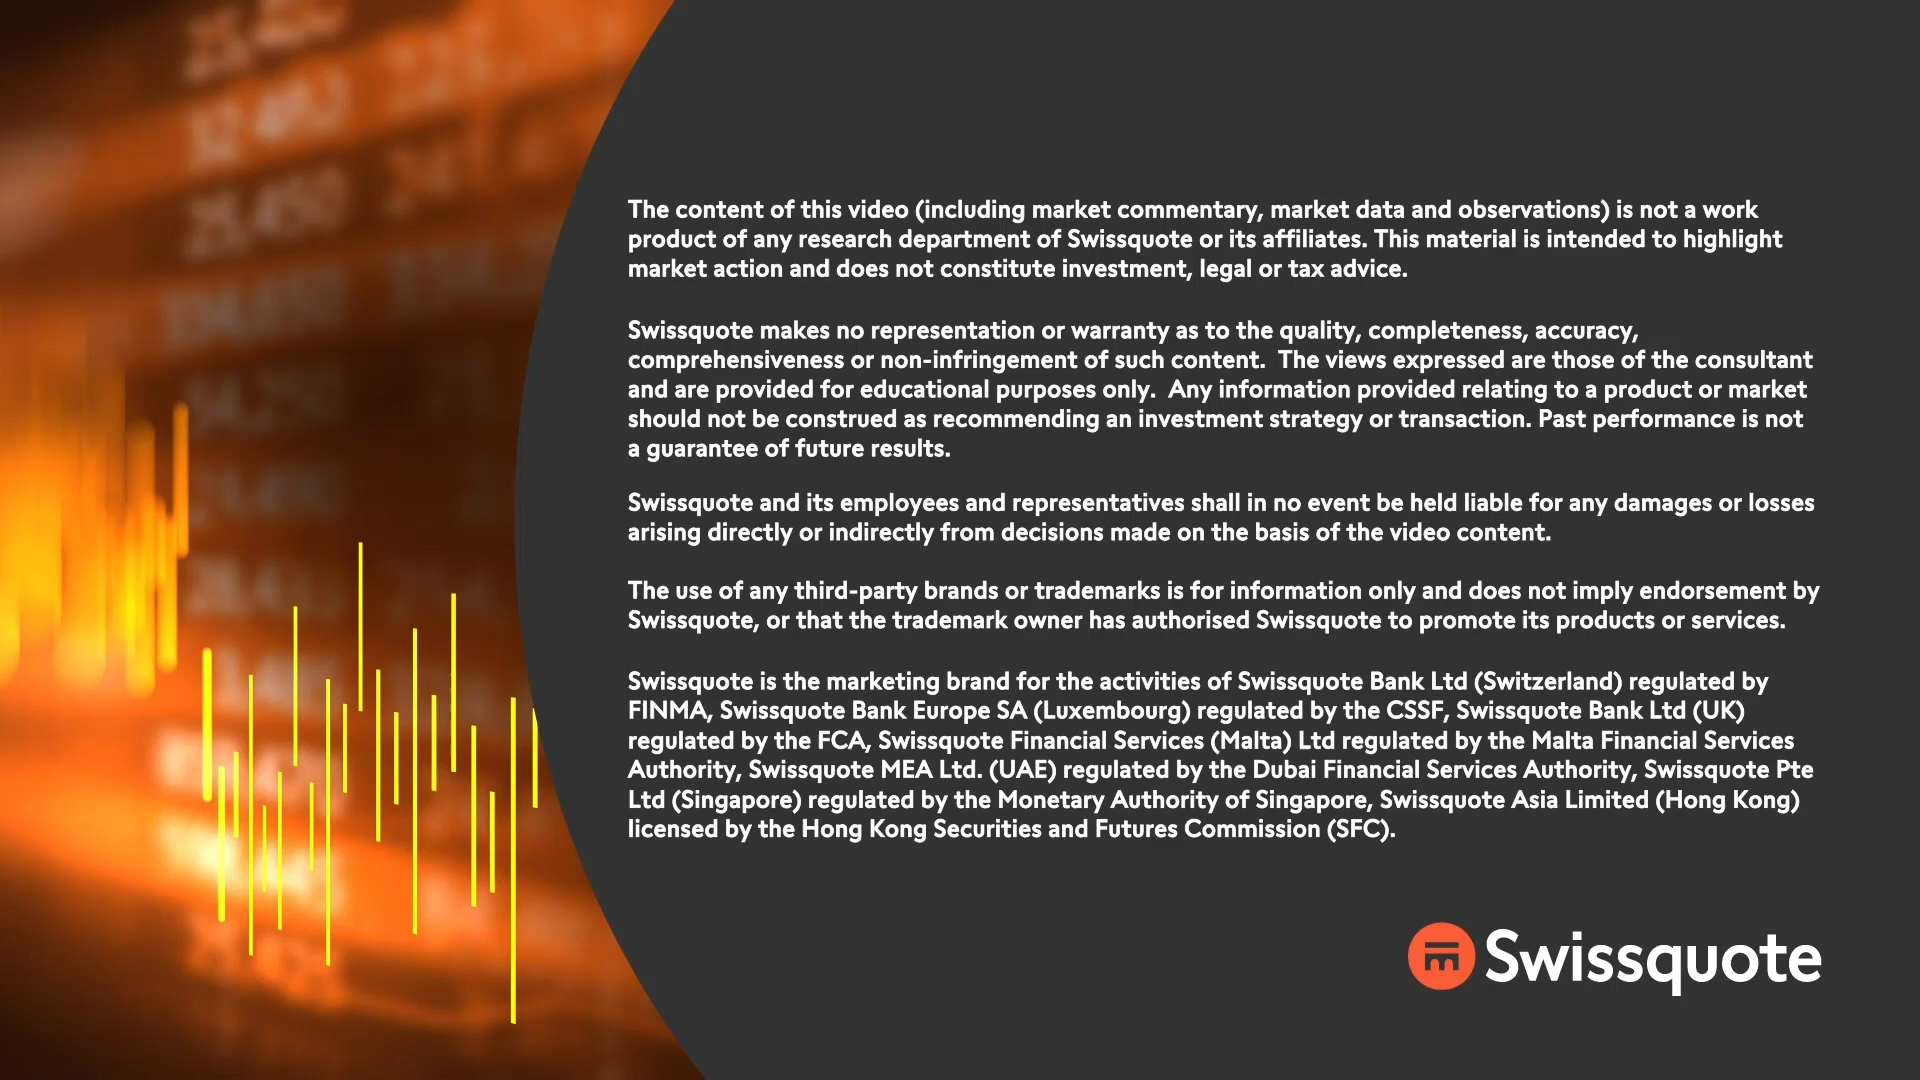 The content of this video (including market commentary, market data and observations) is not a work
product of any research department of Swissquote or its affiliates. This material is intended to highlight
market action and does not constitute investment, legal or tax advice.
Swissquote makes no representation or warranty as to the quality, completeness, accuracy,
comprehensiveness or non-infringement of such content.  The views expressed are those of the consultant
and are provided for educational purposes only.  Any information provided relating to a product or market
should not be construed as recommending an investment strategy or transaction. Past performance is not
a guarantee of future results.
Swissquote and its employees and representatives shall in no event be held liable for any damages or losses
arising directly or indirectly from decisions made on the basis of the video content.
The use of any third-party brands or trademarks is for information only and does not imply endorsement by
Swissquote, or that the trademark owner has authorised Swissquote to promote its products or services.
Swissquote is the marketing brand for the activities of Swissquote Bank Ltd (Switzerland) regulated by
FINMA, Swissquote Bank Europe SA (Luxembourg) regulated by the CSSF, Swissquote Bank Ltd (UK)
regulated by the FCA, Swissquote Financial Services (Malta) Ltd regulated by the Malta Financial Services
Authority, Swissquote MEA Ltd. (UAE) regulated by the Dubai Financial Services Authority, Swissquote Pte
Ltd (Singapore) regulated by the Monetary Authority of Singapore, Swissquote Asia Limited (Hong Kong)
licensed by the Hong Kong Securities and Futures Commission (SFC).
Swissquote